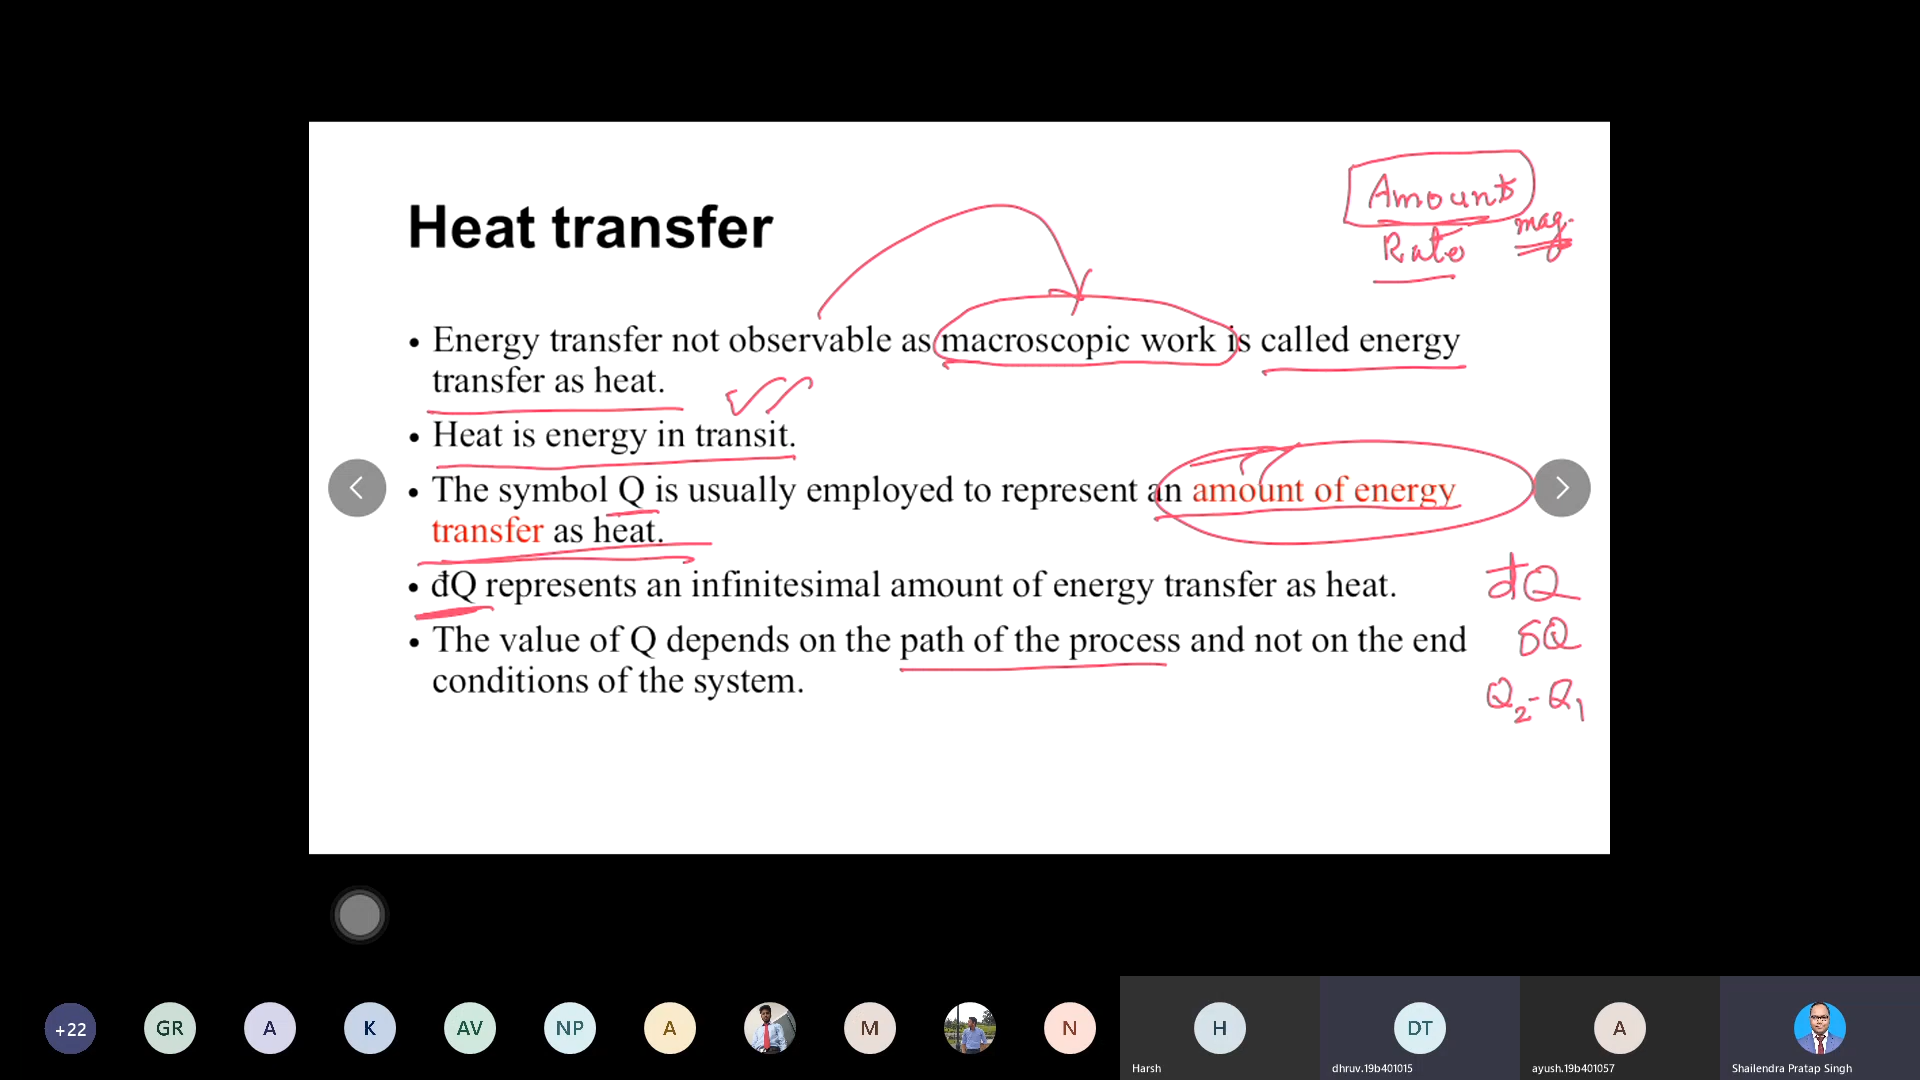 Amount
mag.
Rate
Heat transfer
• Energy transfer not observable as macroscopic work is called energy
transfer as heat.
• Heat is energy in transit.
• The symbol Q is usually employed to represent an amount of energy
transfer as heat.
• đQ represents an infinitesimal amount of energy transfer as heat.
đQ
• The value of Q depends on the path of the process and not on the end
δQ
conditions of the system.
Q₂-Q₁
+22
GR
A
K
AV
NP
A
M
N
H
DT
A
Harsh
dhruv.19b401015
ayush.19b401057
Shailendra Pratap Singh